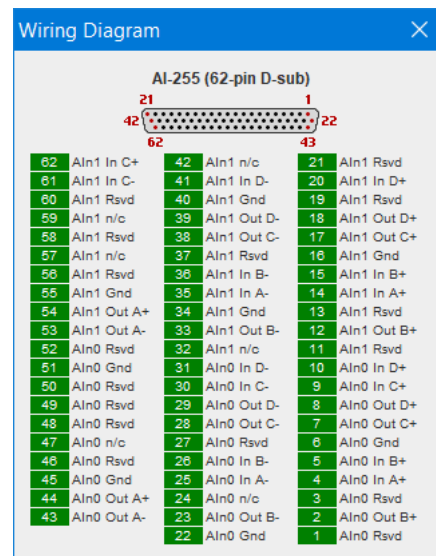 Wiring Diagram
AI-255 (62-pin D-sub)
21 1
42 22
62 43
62 AIn1 In C+ 42 AIn1 n/c 21 AIn1 Rsvd
61 AIn1 In C- 41 AIn1 In D- 20 AIn1 In D+
60 AIn1 Rsvd 40 AIn1 Gnd 19 AIn1 Rsvd
59 AIn1 n/c 39 AIn1 Out D- 18 AIn1 Out D+
58 AIn1 Rsvd 38 AIn1 Out C- 17 AIn1 Out C+
57 AIn1 n/c 37 AIn1 Rsvd 16 AIn1 Gnd
56 AIn1 Rsvd 36 AIn1 In B- 15 AIn1 In B+
55 AIn1 Gnd 35 AIn1 In A- 14 AIn1 In A+
54 AIn1 Out A+ 34 AIn1 Gnd 13 AIn1 Rsvd
53 AIn1 Out A- 33 AIn1 Out B- 12 AIn1 Out B+
52 AIn0 Rsvd 32 AIn1 n/c 11 AIn1 Rsvd
51 AIn0 Gnd 31 AIn0 In D- 10 AIn0 In D+
50 AIn0 Rsvd 30 AIn0 In C- 9 AIn0 In C+
49 AIn0 Rsvd 29 AIn0 Out D- 8 AIn0 Out D+
48 AIn0 Rsvd 28 AIn0 Out C- 7 AIn0 Out C+
47 AIn0 n/c 27 AIn0 Rsvd 6 AIn0 Gnd
46 AIn0 Rsvd 26 AIn0 In B- 5 AIn0 In B+
45 AIn0 Gnd 25 AIn0 In A- 4 AIn0 In A+
44 AIn0 Out A+ 24 AIn0 n/c 3 AIn0 Rsvd
43 AIn0 Out A- 23 AIn0 Out B- 2 AIn0 Out B+
22 AIn0 Gnd 1 AIn0 Rsvd